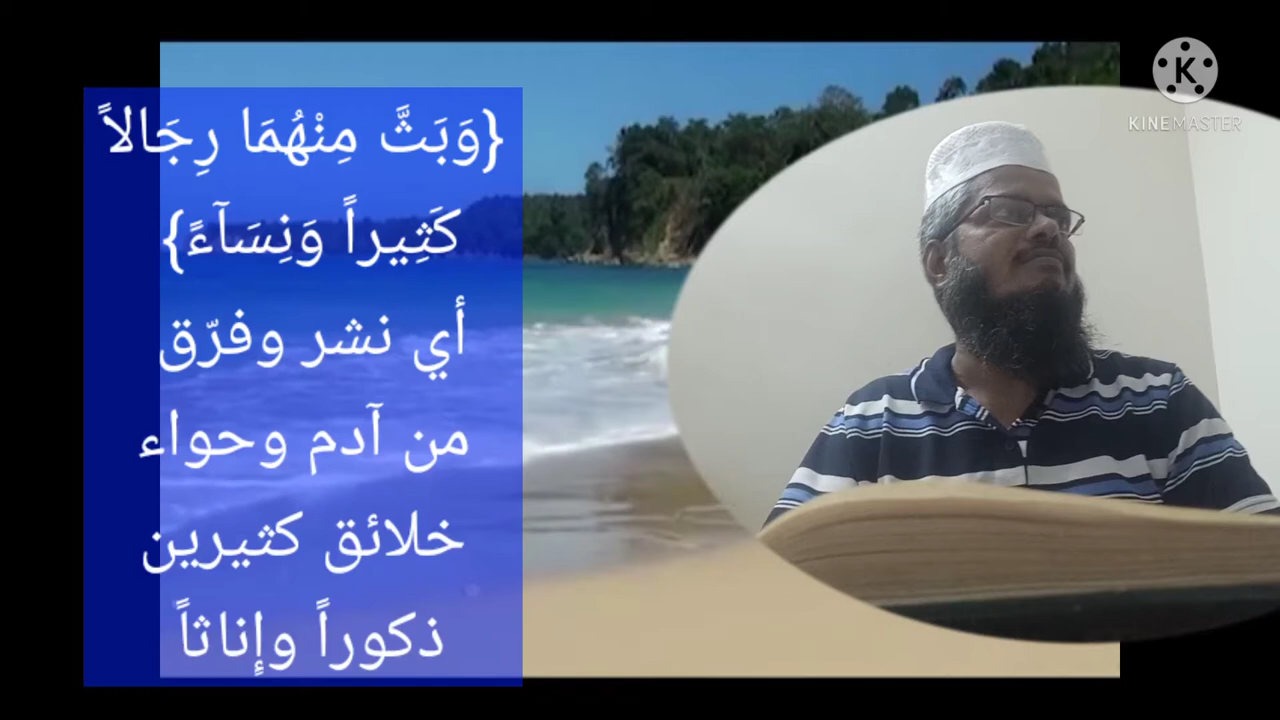 {وَبَثَّ مِنْهُمَا رِجَالاً
كَثِيراً وَنِسَآءً}
أي نشر وفرّق
من آدم وحواء
خلائق كثيرين
ذكوراً وإناثاً
K
KINEMASTER